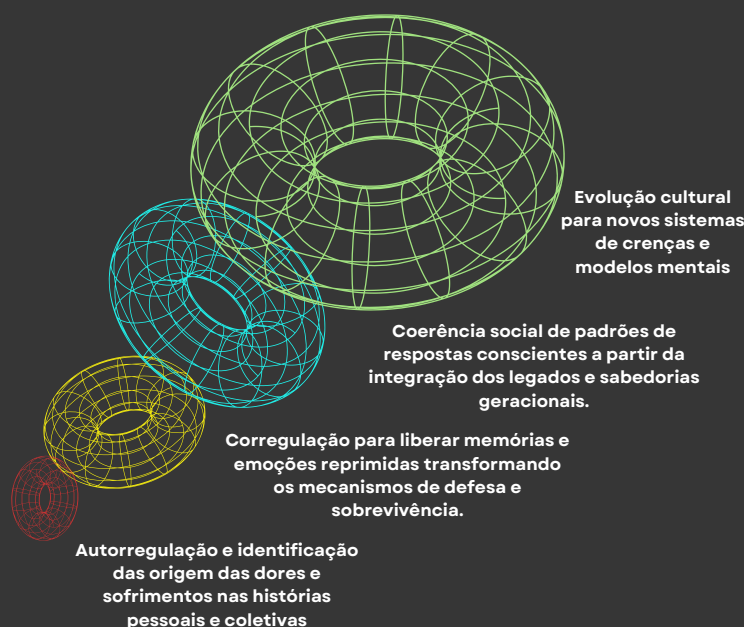 Evolução cultural
para novos sistemas
de crenças e
modelos mentais
Coerência social de padrões de
respostas conscientes a partir da
integração dos legados e sabedorias
geracionais.
Corregulação para liberar memórias e
emoções reprimidas transformando
os mecanismos de defesa e
sobrevivência.
Autorregulação e identificação
das origem das dores e
sofrimentos nas histórias
pessoais e coletivas